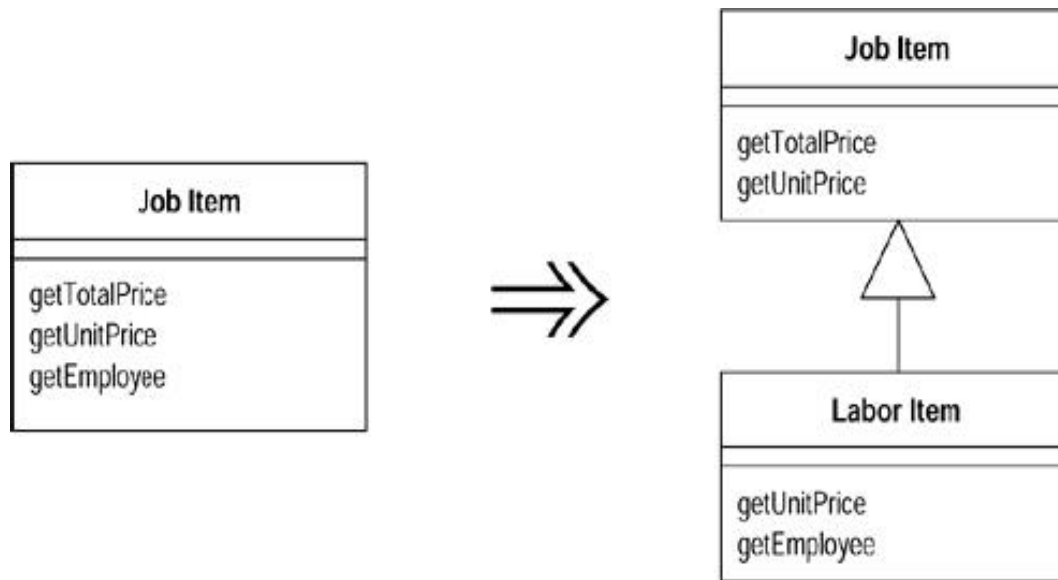 Job Item
getTotalPrice
getUnitPrice
getEmployee
Job Item
getTotalPrice
getUnitPrice
Labor Item
getUnitPrice
getEmployee